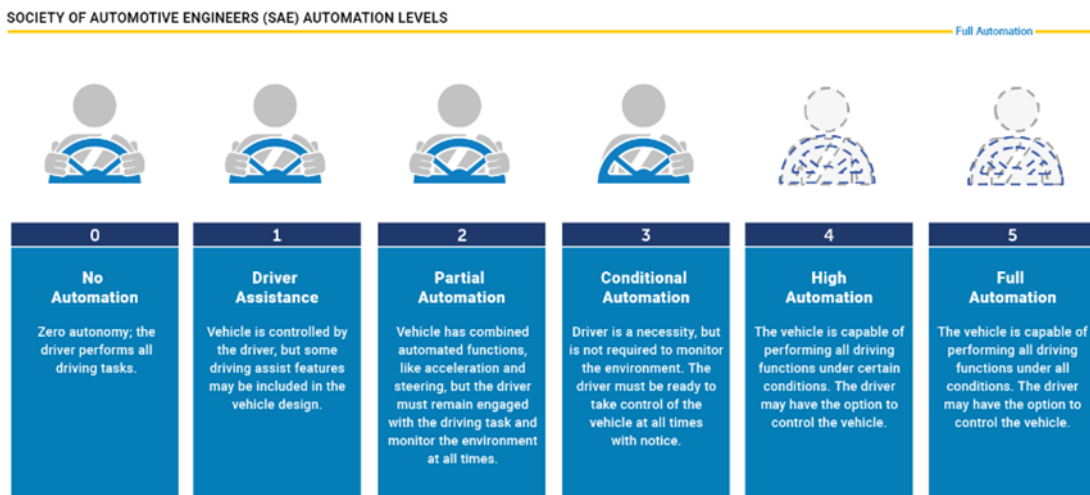 SOCIETY OF AUTOMOTIVE ENGINEERS (SAE) AUTOMATION LEVELS
Full Automation
0
No
Automation
Zero autonomy; the
driver performs all
driving tasks.
1
Driver
Assistance
Vehicle is controlled by
the driver, but some
driving assist features
may be included in the
vehicle design.
2
Partial
Automation
Vehicle has combined
automated functions,
like acceleration and
steering, but the driver
must remain engaged
with the driving task and
monitor the environment
at all times.
3
Conditional
Automation
Driver is a necessity, but
is not required to monitor
the environment. The
driver must be ready to
take control of the
vehicle at all times
with notice.
4
High
Automation
The vehicle is capable of
performing all driving
functions under certain
conditions. The driver
may have the option to
control the vehicle.
5
Full
Automation
The vehicle is capable of
performing all driving
functions under all
conditions. The driver
may have the option to
control the vehicle.